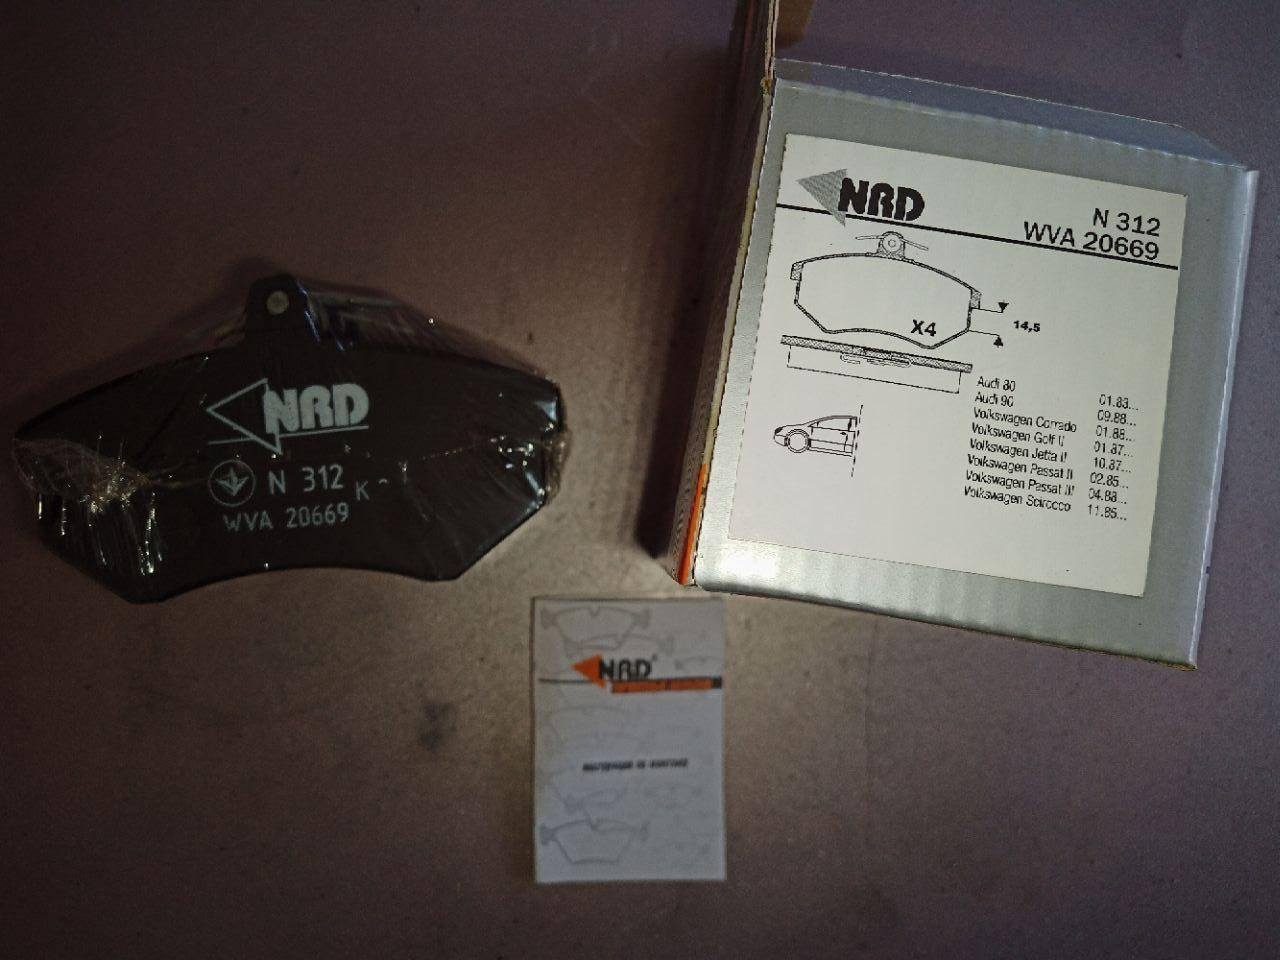 NRD
N 312 K
WVA 20669
NRD
N 312
WVA 20669
X4
14,5
Audi 80 01.83...
Audi 90 09.88...
Volkswagen Corrado 01.88...
Volkswagen Golf II 01.87...
Volkswagen Jetta II 10.87...
Volkswagen Passat II 02.85...
Volkswagen Passat III 04.88...
Volkswagen Scirocco 11.85...
NRD